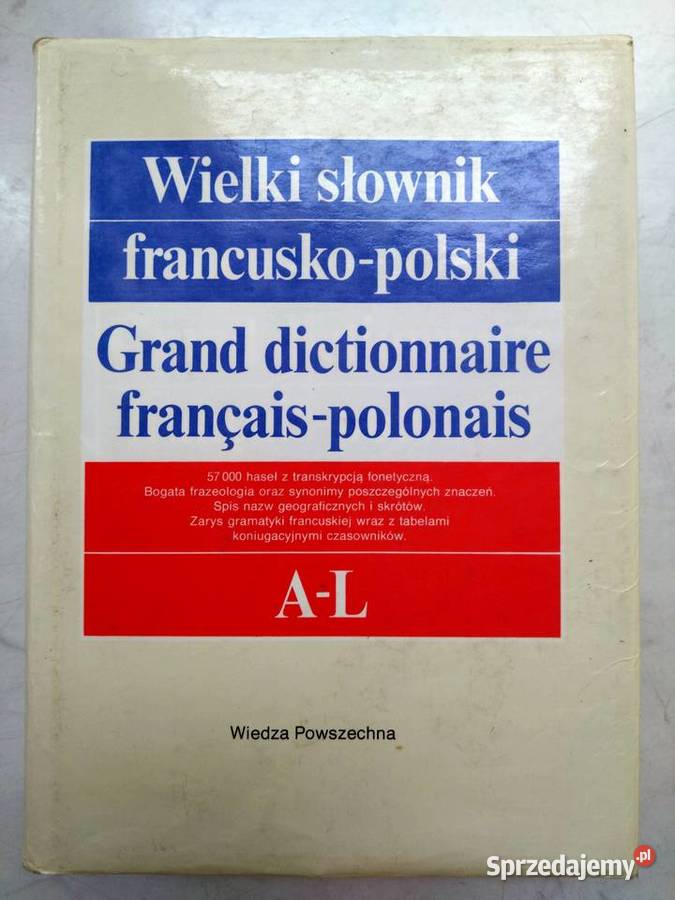 Wielki słownik
francusko-polski
Grand dictionnaire
français-polonais
57 000 haseł z transkrypcją fonetyczną.
Bogata frazeologia oraz synonimy poszczególnych znaczeń.
Spis nazw geograficznych i skrótów.
Zarys gramatyki francuskiej wraz z tabelami
koniugacyjnymi czasowników.
A-L
Wiedza Powszechna
Sprzedajemy.pl